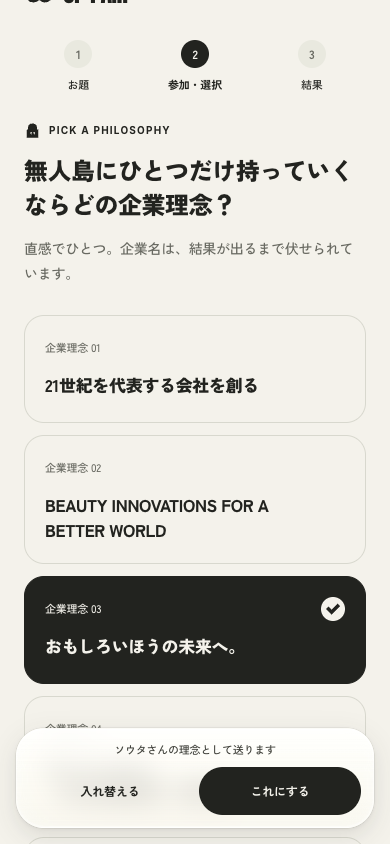 1
2
3
お題
参加・選択
結果
PICK A PHILOSOPHY
無人島にひとつだけ持っていく
ならどの企業理念？
直感でひとつ。企業名は、結果が出るまで伏せられて
います。
企業理念 01
21世紀を代表する会社を創る
企業理念 02
BEAUTY INNOVATIONS FOR A
BETTER WORLD
企業理念 03
おもしろいほうの未来へ。
ソウタさんの理念として送ります
入れ替える
これにする